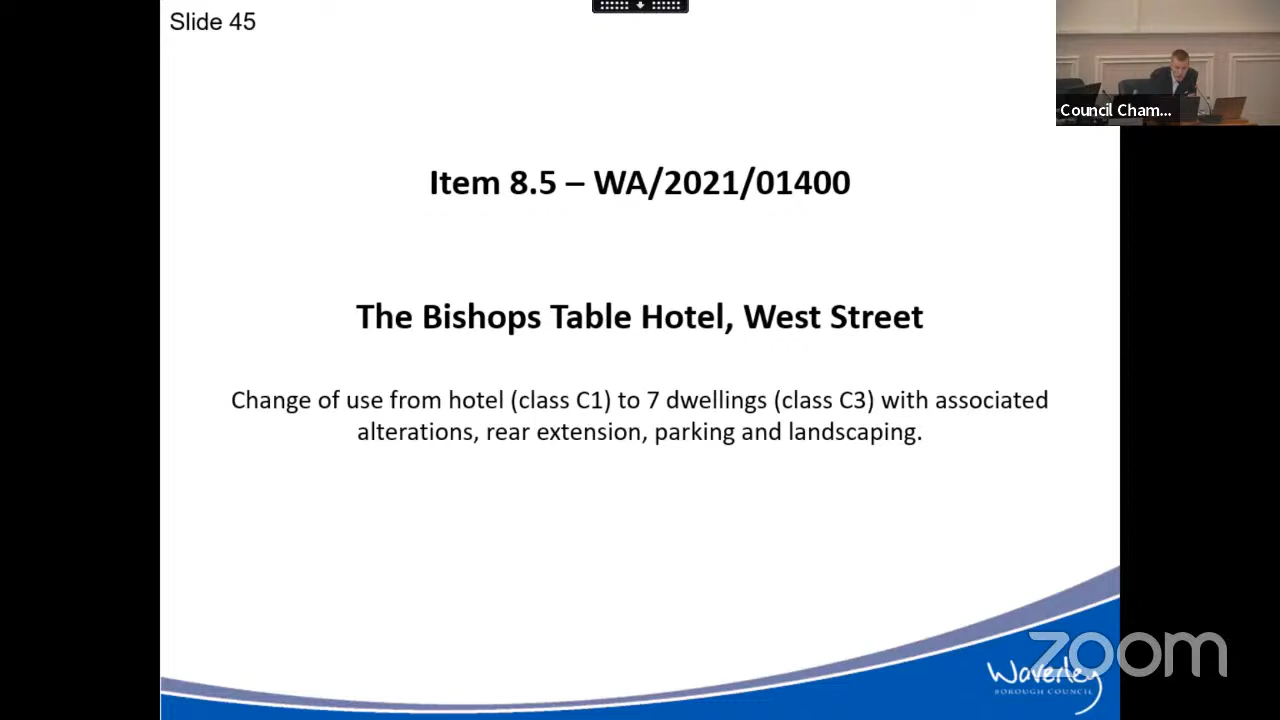 Slide 45
Council Cham...
Item 8.5 – WA/2021/01400
The Bishops Table Hotel, West Street
Change of use from hotel (class C1) to 7 dwellings (class C3) with associated
alterations, rear extension, parking and landscaping.
zoom
Waverley
BOROUGH COUNCIL